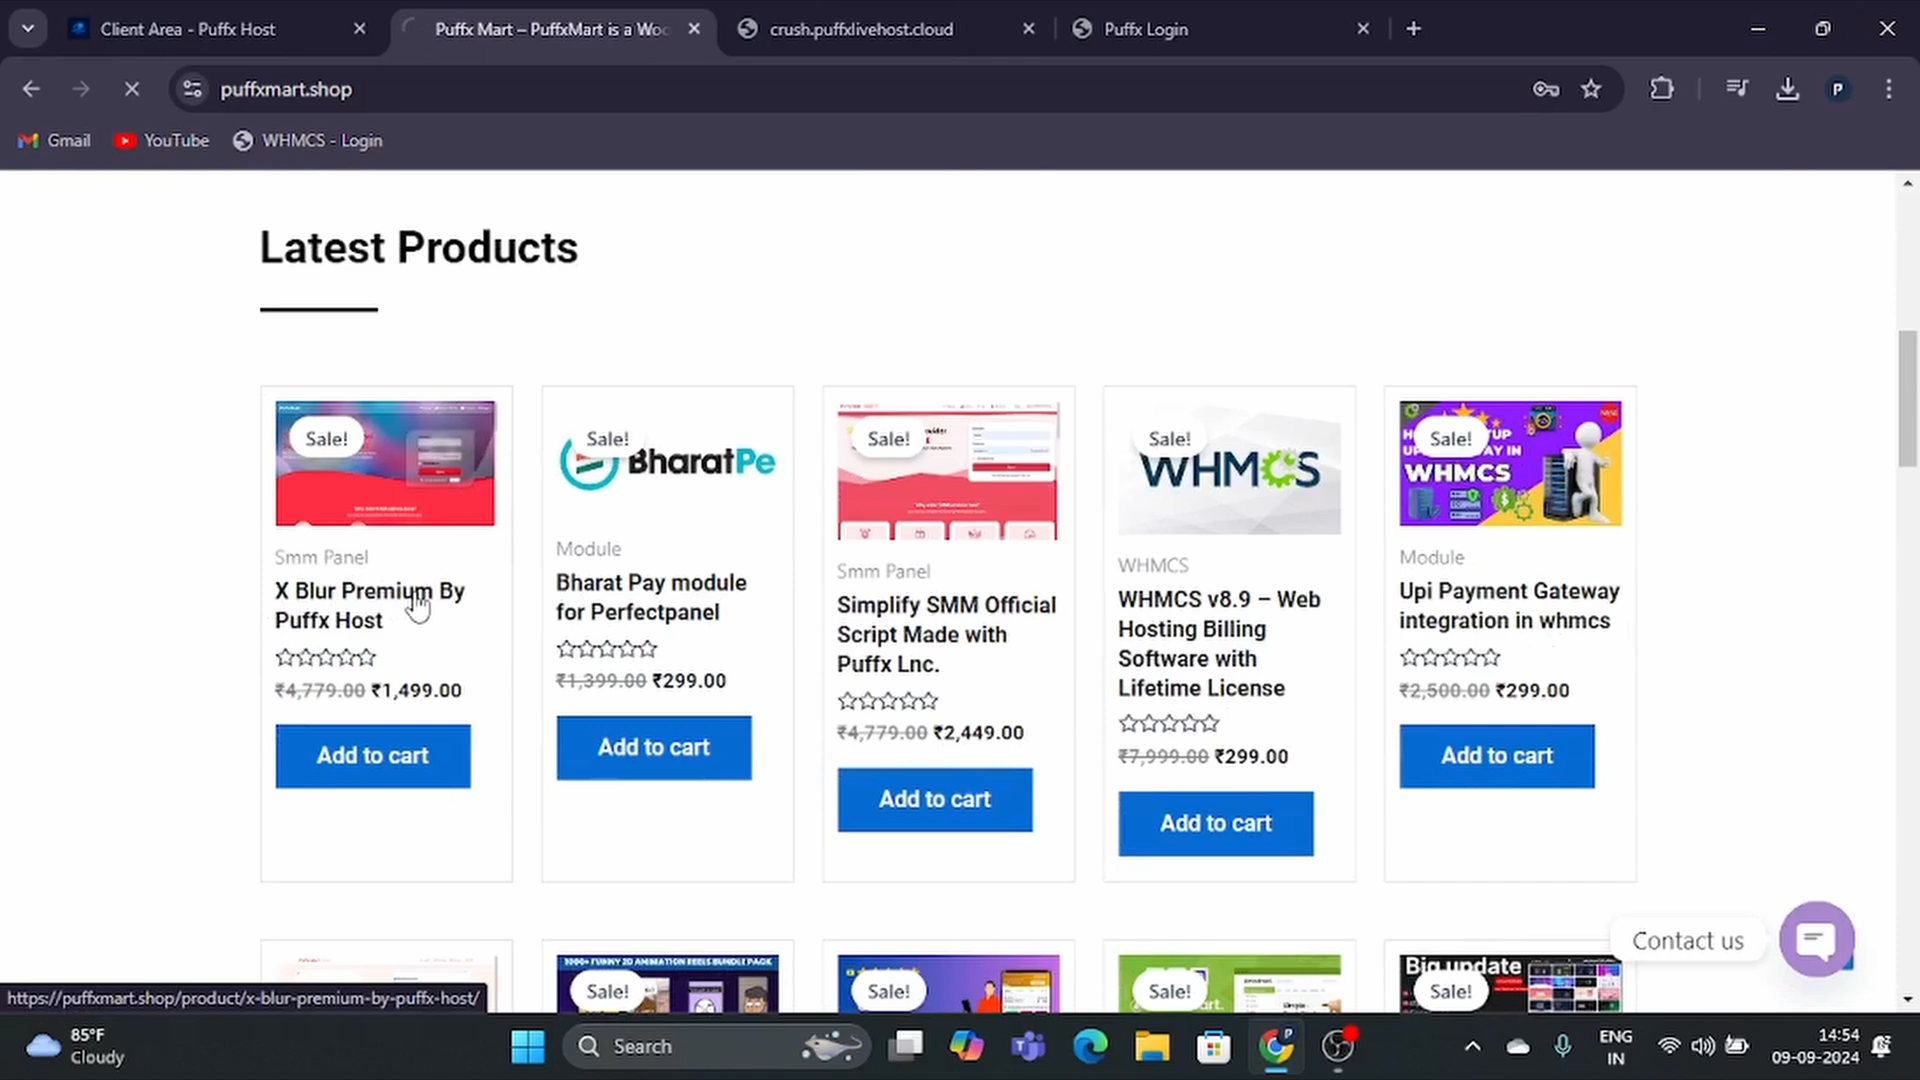 Client Area - Puffx Host
Puffx Mart – PuffxMart is a Woo
crush.puffxlivehost.cloud
Puffx Login
puffxmart.shop
P
Gmail
YouTube
WHMCS - Login
Latest Products
Sale!
Sale!
BharatPe
Sale!
Sale!
WHMCS
Sale!
WHMCS
Smm Panel
X Blur Premium By
Puffx Host
₹4,779.00 ₹1,499.00
Add to cart
Module
Bharat Pay module
for Perfectpanel
₹1,399.00 ₹299.00
Add to cart
Smm Panel
Simplify SMM Official
Script Made with
Puffx Lnc.
₹4,779.00 ₹2,449.00
Add to cart
WHMCS
WHMCS v8.9 – Web
Hosting Billing
Software with
Lifetime License
₹7,999.00 ₹299.00
Add to cart
Module
Upi Payment Gateway
integration in whmcs
₹2,500.00 ₹299.00
Add to cart
Contact us
1000+ FUNNY 2D ANIMATION REELS BUNDLE PACK
Sale!
Sale!
Sale!
Big update
Sale!
https://puffxmart.shop/product/x-blur-premium-by-puffx-host/
85°F
Cloudy
Search
ENG
IN
14:54
09-09-2024